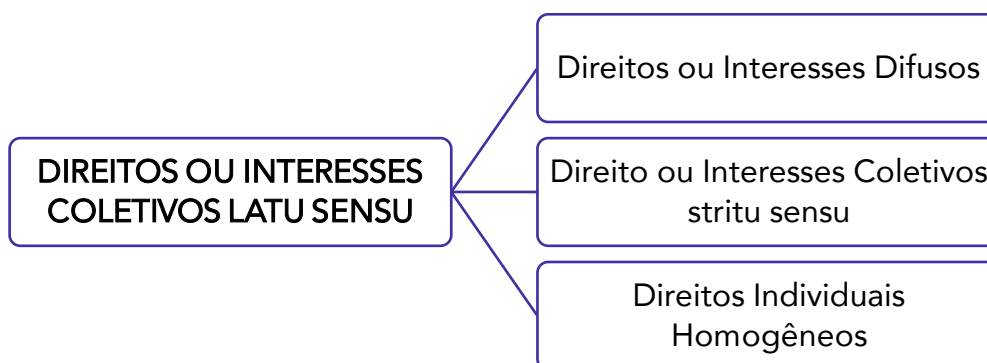 Direitos ou Interesses Difusos
DIREITOS OU INTERESSES
COLETIVOS LATU SENSU
Direito ou Interesses Coletivos
stritu sensu
Direitos Individuais
Homogêneos